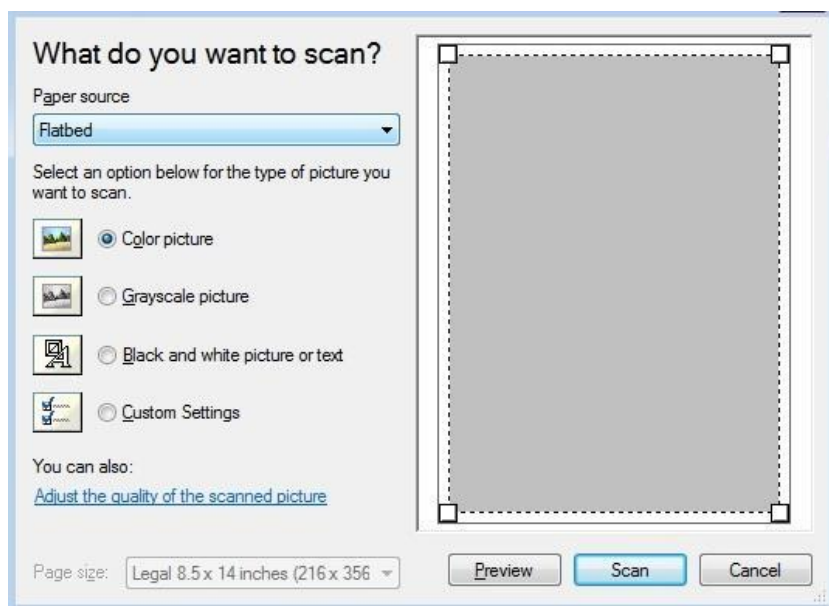 What do you want to scan?
Paper source
Flatbed
Select an option below for the type of picture you
want to scan.
Color picture
Grayscale picture
Black and white picture or text
Custom Settings
You can also:
Adjust the quality of the scanned picture
Page size: Legal 8.5 x 14 inches (216 x 356
Preview Scan Cancel